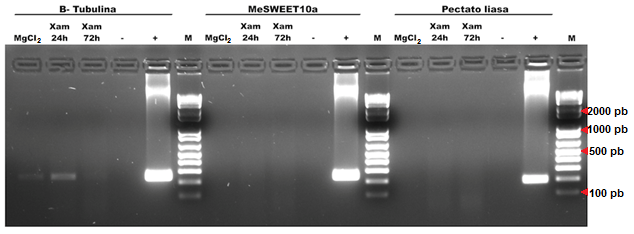 B- Tubulina MeSWEET10a Pectato liasa
MgCl2 Xam 24h Xam 72h - + M MgCl2 Xam 24h Xam 72h - + M MgCl2 Xam 24h Xam 72h - + M
2000 pb
1000 pb
500 pb
100 pb